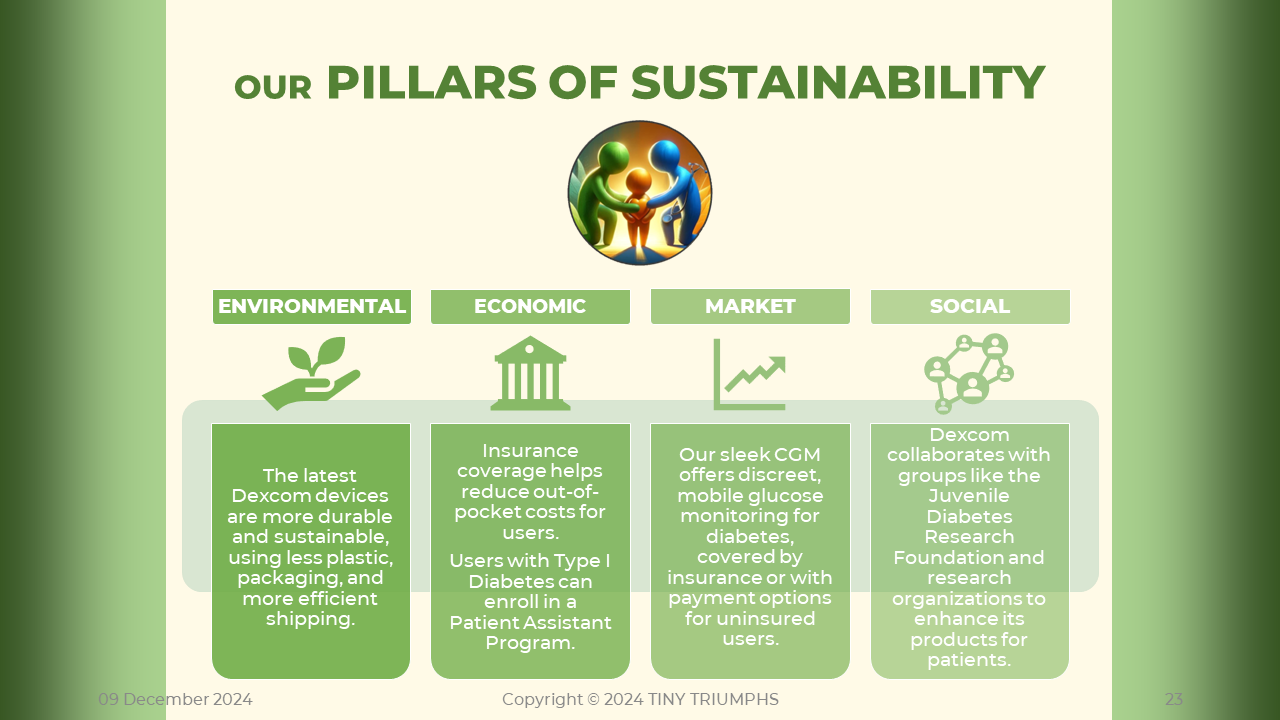 OUR PILLARS OF SUSTAINABILITY
ENVIRONMENTAL
The latest
Dexcom devices
are more durable
and sustainable,
using less plastic,
packaging, and
more efficient
shipping.
ECONOMIC
Insurance
coverage helps
reduce out-of-
pocket costs for
users.
Users with Type I
Diabetes can
enroll in a
Patient Assistant
Program.
MARKET
Our sleek CGM
offers discreet,
mobile glucose
monitoring for
diabetes,
covered by
insurance or with
payment options
for uninsured
users.
SOCIAL
Dexcom
collaborates with
groups like the
Juvenile
Diabetes
Research
Foundation and
research
organizations to
enhance its
products for
patients.
09 December 2024
Copyright © 2024 TINY TRIUMPHS
23